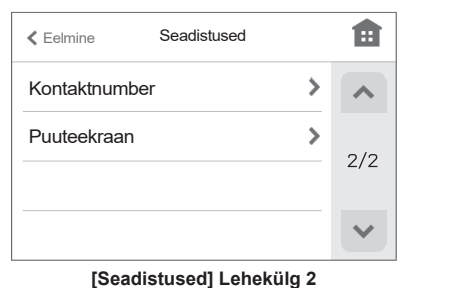 Eelmine Seadistused
Kontaktnumber
Puuteekraan
2/2
[Seadistused] Lehekülg 2